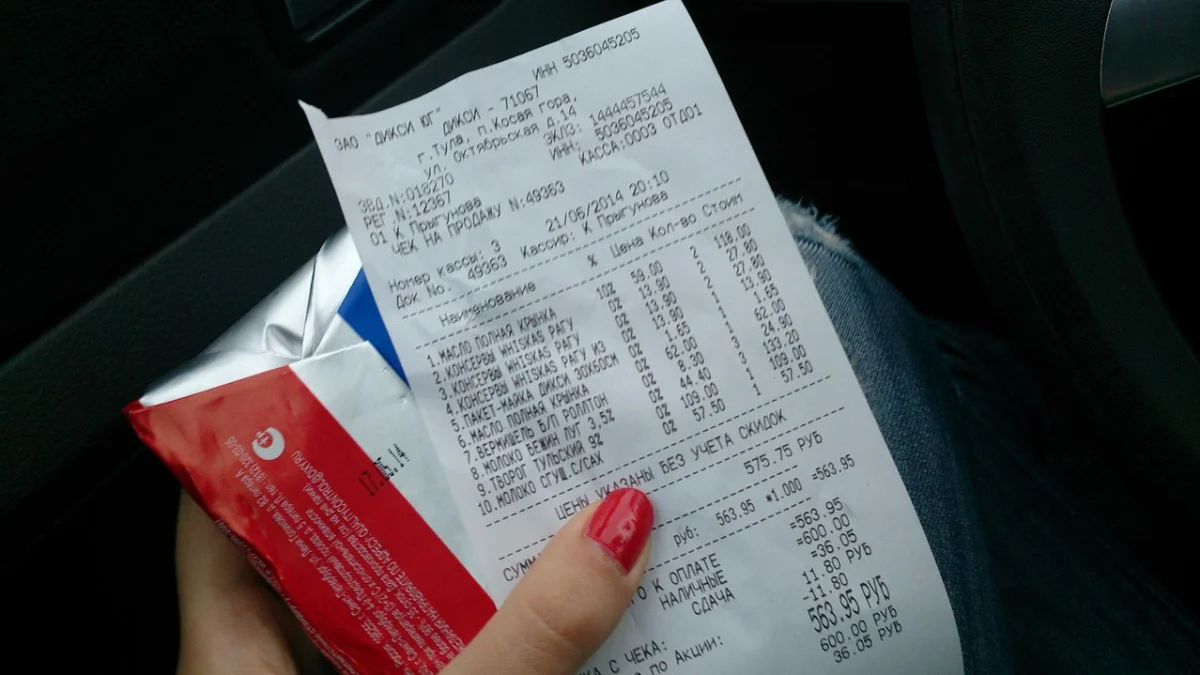 ИНН 5036045205
ЗАО "ДИКСИ ЮГ" ДИКСИ - 71067
г.Тула, п.Косая Гора,
ул. Октябрьская д.14
ЭКЛЗ: 1444457544
ЗВД.N:018270 ИНН: 5036045205
РЕГ.N:12367 КАССА:0003 ОТД01
01 К Прыгунова
ЧЕК НА ПРОДАЖУ N:49363
Номер кассы: 3 21/06/2014 20:10
Док No. 49363 Кассир: К Прыгунова
Наименование % Цена Кол-во Стоим
1.МАСЛО ПОЛНАЯ КРЫНКА 10% 59.00 2 118.00
2.КОНСЕРВЫ WHISKAS РАГУ 0% 13.90 2 27.80
3.КОНСЕРВЫ WHISKAS РАГУ 0% 13.90 2 27.80
4.КОНСЕРВЫ WHISKAS РАГУ ИЗ 0% 13.90 1 13.90
5.ПАКЕТ-МАЙКА ДИКСИ 30Х60СМ 0% 1.65 1 1.65
6.МАСЛО ПОЛНАЯ КРЫНКА 0% 62.00 1 62.00
7.ВЕРМИШЕЛЬ Б/П РОЛЛТОН 0% 8.30 3 24.90
8.МОЛОКО БЕЖИН ЛУГ 3,5% 0% 44.40 3 133.20
9.ТВОРОГ ТУЛЬСКИЙ 9% 0% 109.00 1 109.00
10.МОЛОКО СГУЩ С/САХ 0% 57.50 1 57.50
ЦЕНЫ УКАЗАНЫ БЕЗ УЧЕТА СКИДОК
575.75 РУБ
руб: 563.95 *1.000 =563.95
К ОПЛАТЕ =563.95
НАЛИЧНЫЕ =600.00
СДАЧА =36.05
С ЧЕКА: 11.80 РУБ
по Акции: -11.80
563.95 РУБ
600.00 РУБ
36.05 РУБ